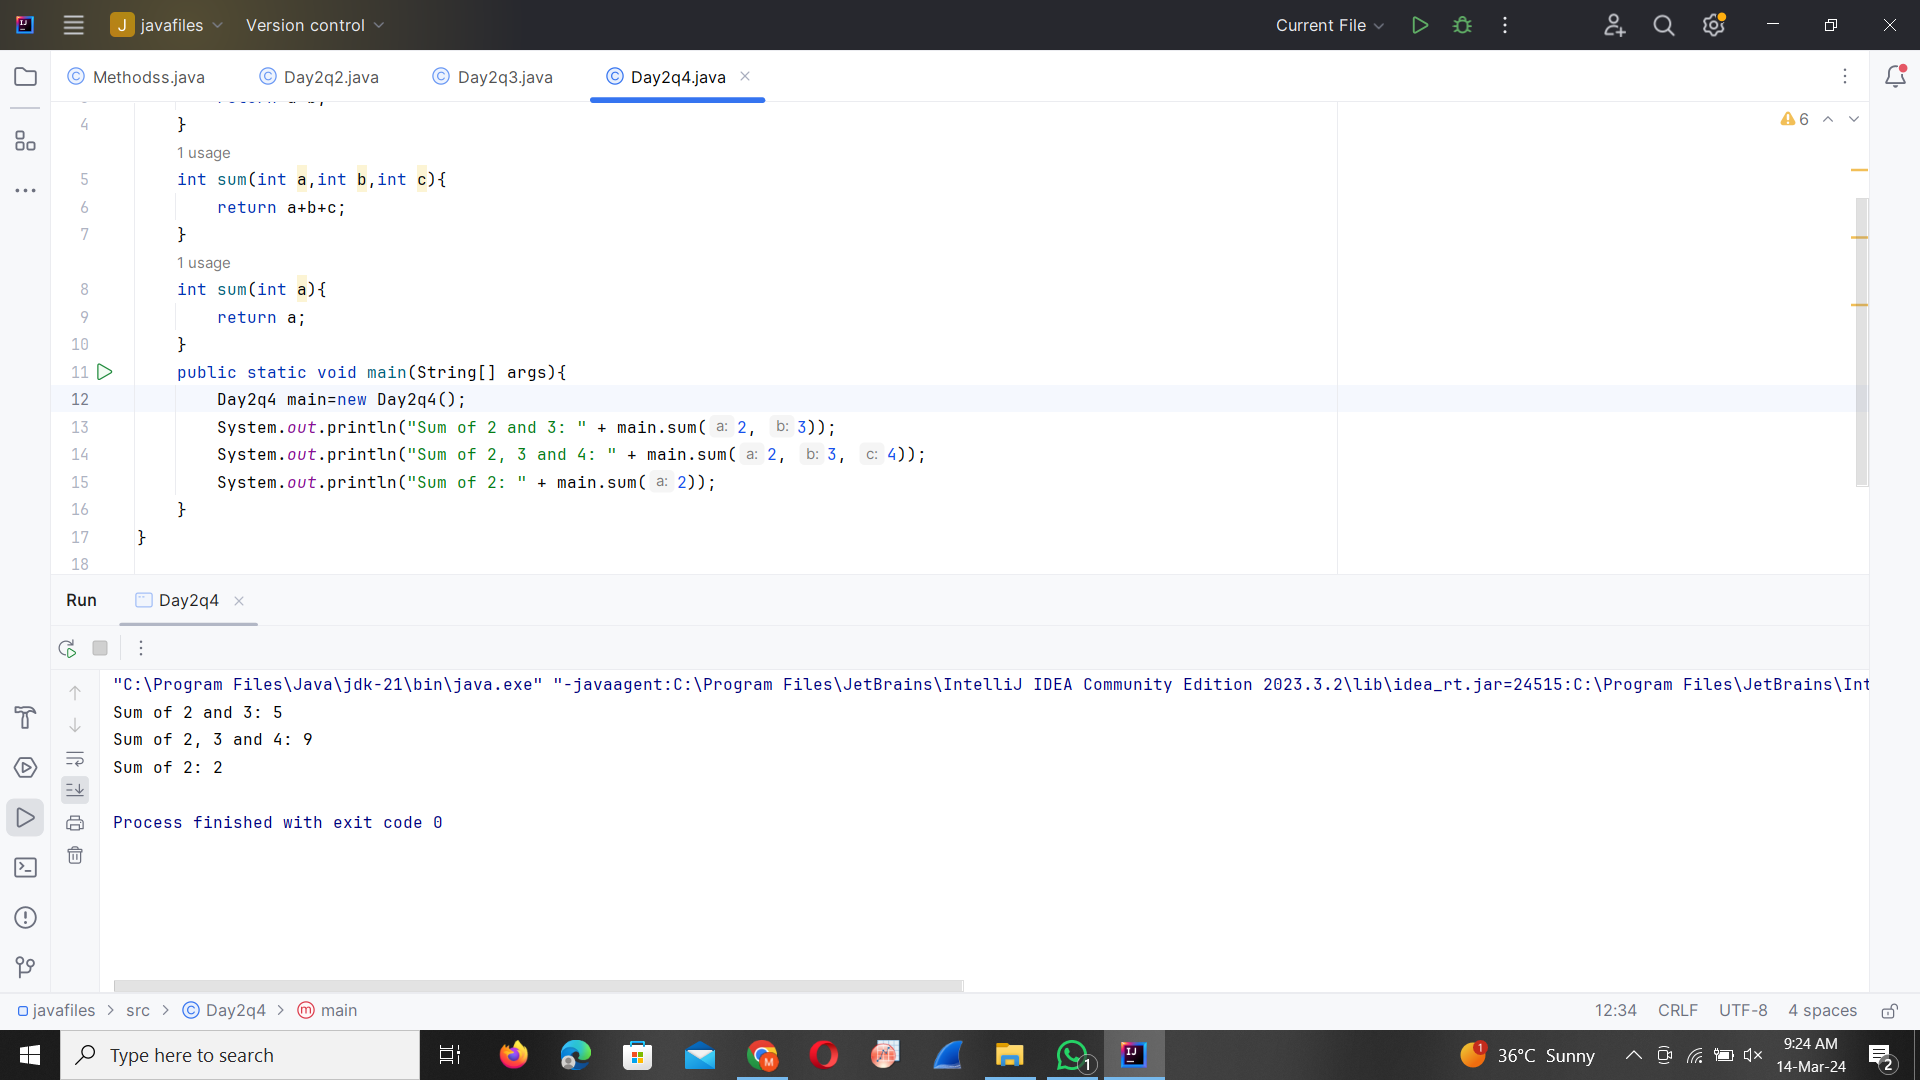 J javafiles Version control Current File
Methodss.java Day2q2.java Day2q3.java Day2q4.java
4 }
1 usage
5 int sum(int a,int b,int c){
6 return a+b+c;
7 }
1 usage
8 int sum(int a){
9 return a;
10 }
11 public static void main(String[] args){
12 Day2q4 main=new Day2q4();
13 System.out.println("Sum of 2 and 3: " + main.sum( a: 2, b: 3));
14 System.out.println("Sum of 2, 3 and 4: " + main.sum( a: 2, b: 3, c: 4));
15 System.out.println("Sum of 2: " + main.sum( a: 2));
16 }
17 }
18
6
Run Day2q4
"C:\Program Files\Java\jdk-21\bin\java.exe" "-javaagent:C:\Program Files\JetBrains\IntelliJ IDEA Community Edition 2023.3.2\lib\idea_rt.jar=24515:C:\Program Files\JetBrains\Int
Sum of 2 and 3: 5
Sum of 2, 3 and 4: 9
Sum of 2: 2
Process finished with exit code 0
javafiles > src > Day2q4 > main 12:34 CRLF UTF-8 4 spaces
Type here to search 1 1 36°C Sunny 9:24 AM 2
14-Mar-24